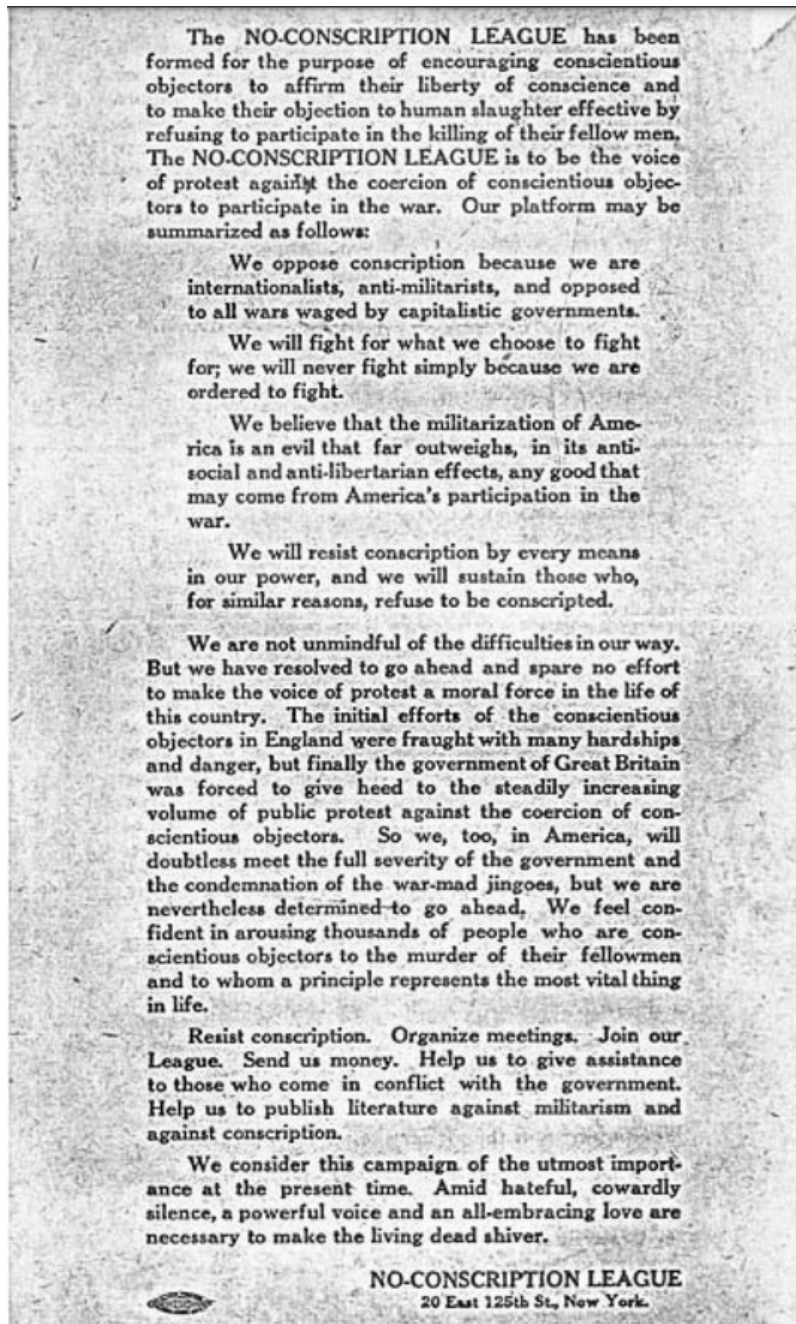 The NO-CONSCRIPTION LEAGUE has been
formed for the purpose of encouraging conscientious
objectors to affirm their liberty of conscience and
to make their objection to human slaughter effective by
refusing to participate in the killing of their fellow men.
The NO-CONSCRIPTION LEAGUE is to be the voice
of protest against the coercion of conscientious objec-
tors to participate in the war. Our platform may be
summarized as follows:
We oppose conscription because we are
internationalists, anti-militarists, and opposed
to all wars waged by capitalistic governments.
We will fight for what we choose to fight
for; we will never fight simply because we are
ordered to fight.
We believe that the militarization of Ame-
rica is an evil that far outweighs, in its anti-
social and anti-libertarian effects, any good that
may come from America's participation in the
war.
We will resist conscription by every means
in our power, and we will sustain those who,
for similar reasons, refuse to be conscripted.
We are not unmindful of the difficulties in our way.
But we have resolved to go ahead and spare no effort
to make the voice of protest a moral force in the life of
this country. The initial efforts of the conscientious
objectors in England were fraught with many hardships
and danger, but finally the government of Great Britain
was forced to give heed to the steadily increasing
volume of public protest against the coercion of con-
scientious objectors. So we, too, in America, will
doubtless meet the full severity of the government and
the condemnation of the war-mad jingoes, but we are
nevertheless determined to go ahead. We feel con-
fident in arousing thousands of people who are con-
scientious objectors to the murder of their fellowmen
and to whom a principle represents the most vital thing
in life.
Resist conscription. Organize meetings. Join our
League. Send us money. Help us to give assistance
to those who come in conflict with the government.
Help us to publish literature against militarism and
against conscription.
We consider this campaign of the utmost import-
ance at the present time. Amid hateful, cowardly
silence, a powerful voice and an all-embracing love are
necessary to make the living dead shiver.
NO-CONSCRIPTION LEAGUE
20 East 125th St., New York.